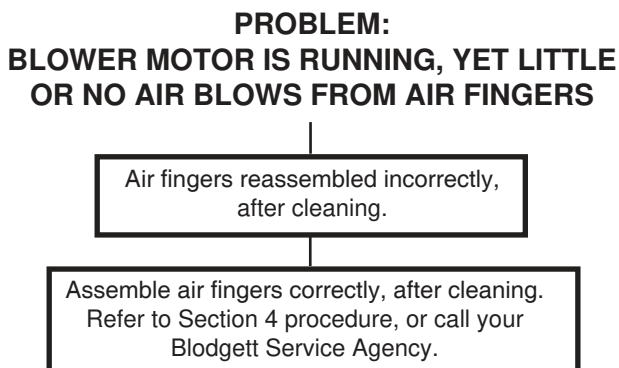 PROBLEM:
BLOWER MOTOR IS RUNNING, YET LITTLE
OR NO AIR BLOWS FROM AIR FINGERS
Air fingers reassembled incorrectly,
after cleaning.
Assemble air fingers correctly, after cleaning.
Refer to Section 4 procedure, or call your
Blodgett Service Agency.